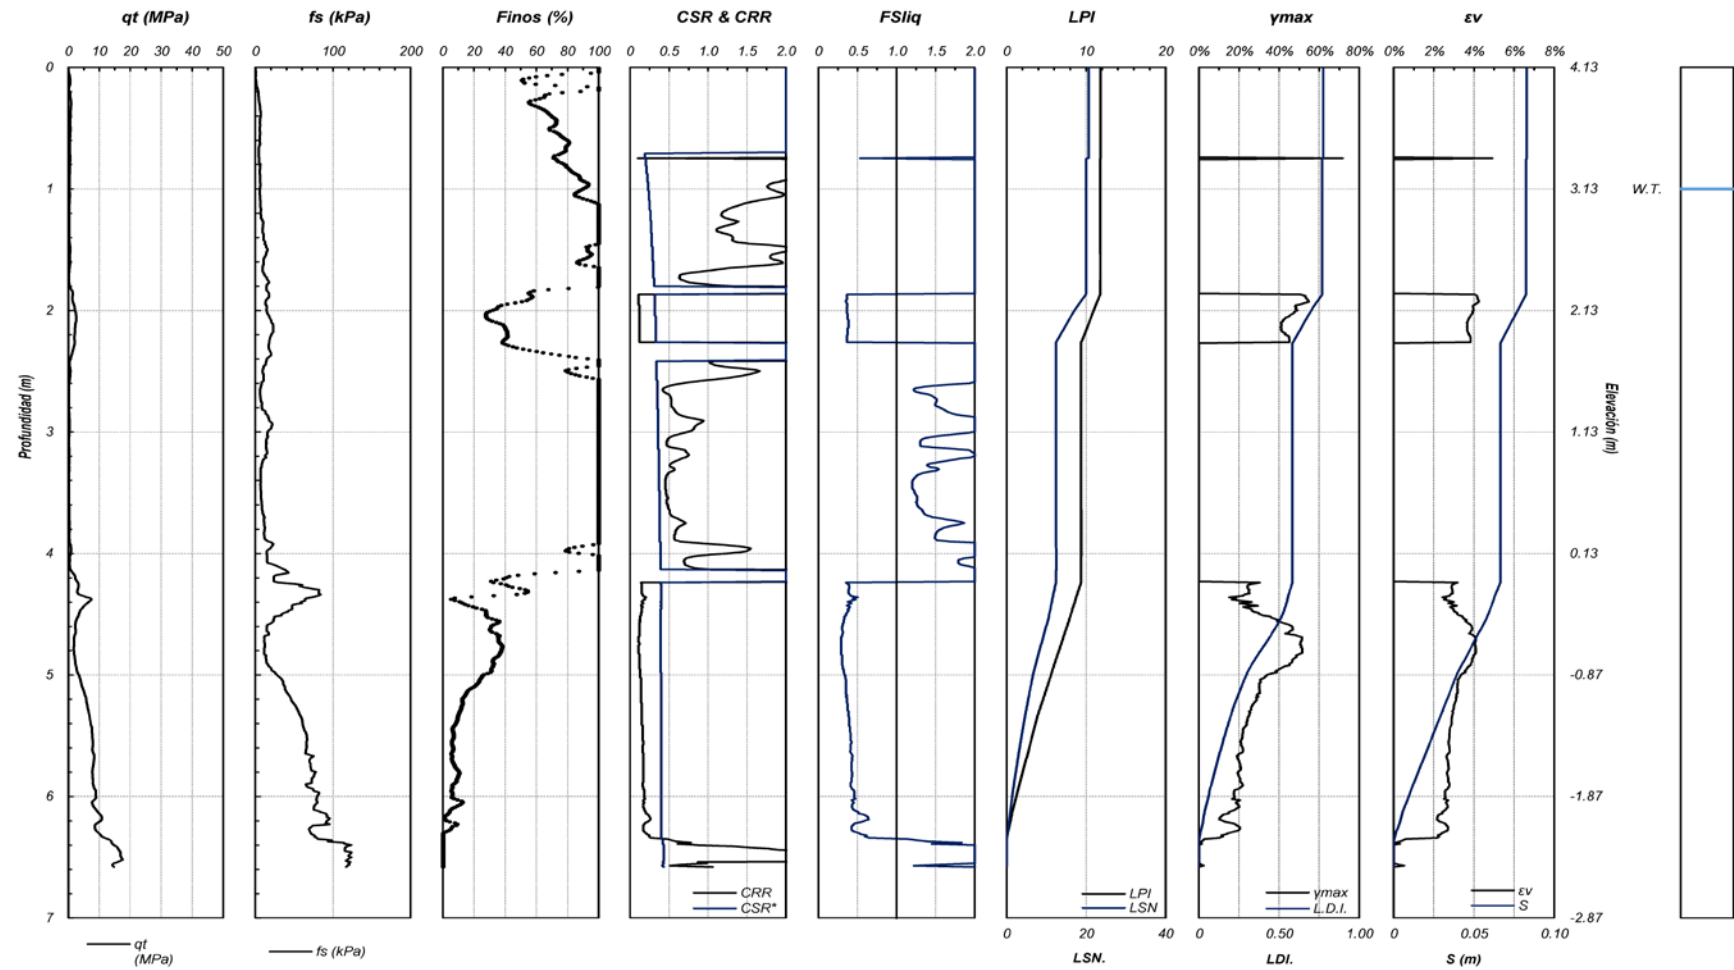 qt (MPa) fs (kPa) Finos (%) CSR & CRR FSliq LPI γmax εv
0 10 20 30 40 50 0 100 200 0 20 40 60 80 100 0 0.5 1.0 1.5 2.0 0 0.5 1.0 1.5 2.0 0 10 20 0% 20% 40% 60% 80% 0% 2% 4% 6% 8%
0 4.13
1 3.13 W.T.
2 2.13
Profundidad (m) Elevación (m)
3 1.13
4 0.13
5 -0.87
6 -1.87
CRR LPI γmax εv
CSR* LSN L.D.I. S
7 -2.87
0 20 40 0 0.50 1.00 0 0.05 0.10
qt (MPa) fs (kPa) LSN. LDI. S (m)